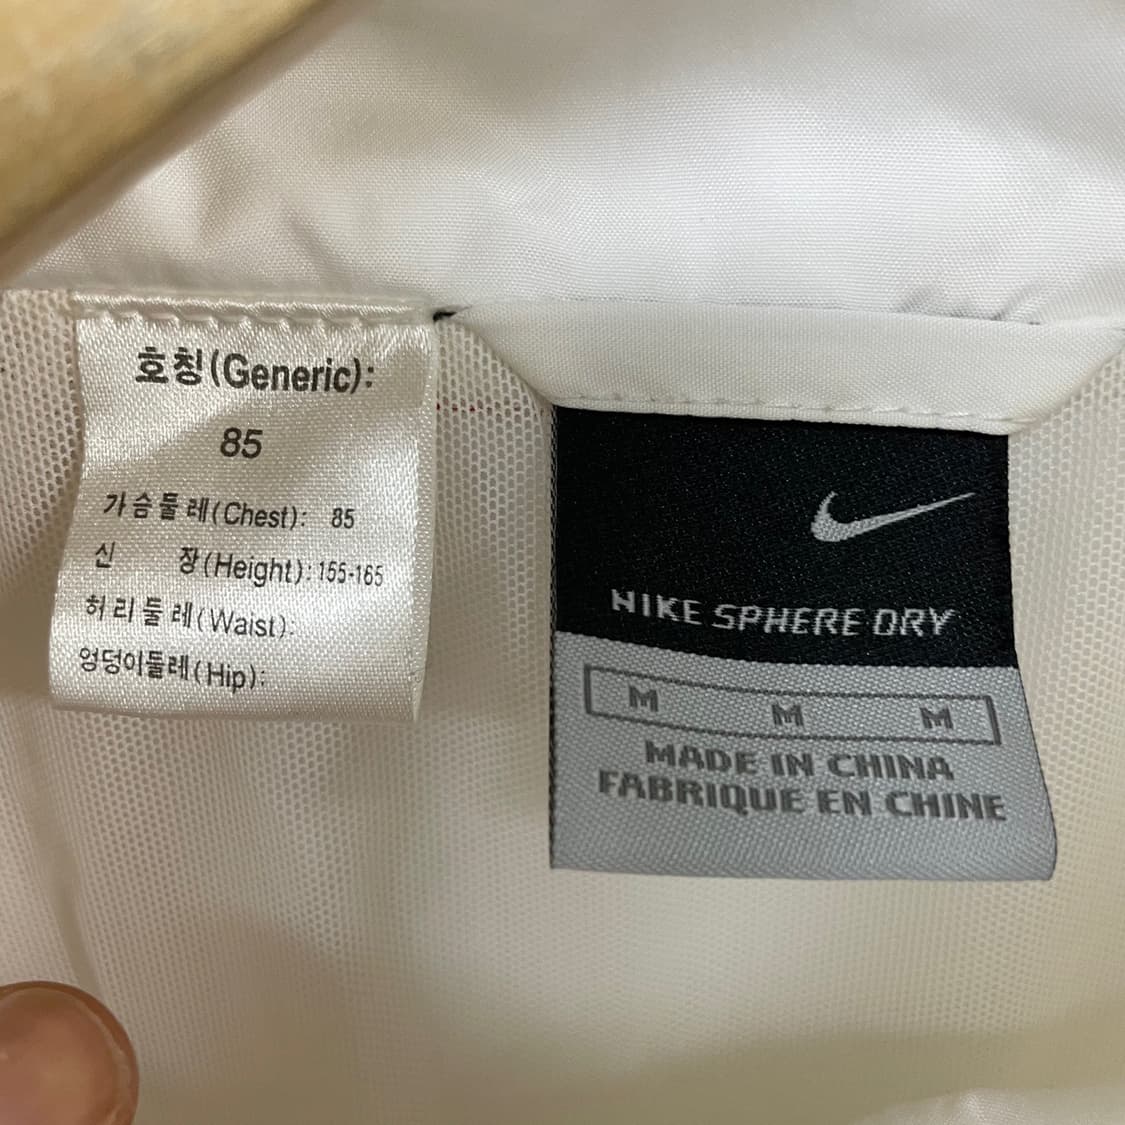 호칭(Generic):
85
가슴둘레(Chest): 85
신 장(Height): 155-165
허리둘레(Waist):
엉덩이둘레(Hip):
NIKE SPHERE DRY
M M M
MADE IN CHINA
FABRIQUE EN CHINE